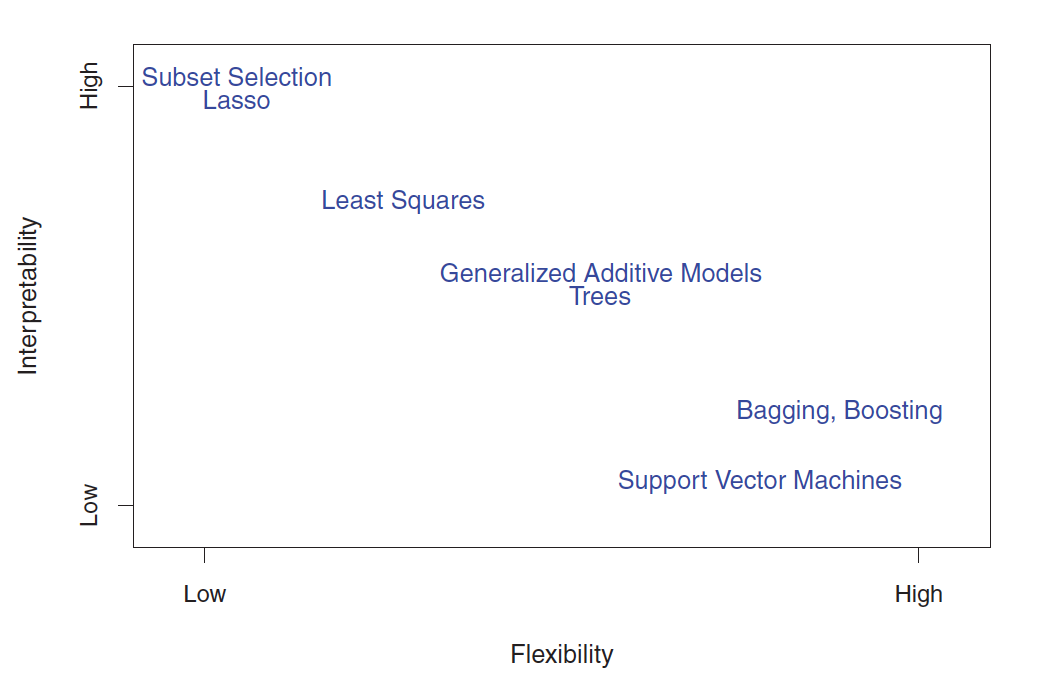 High
Subset Selection
Lasso
Least Squares
Generalized Additive Models
Trees
Interpretability
Bagging, Boosting
Support Vector Machines
Low
Low
High
Flexibility